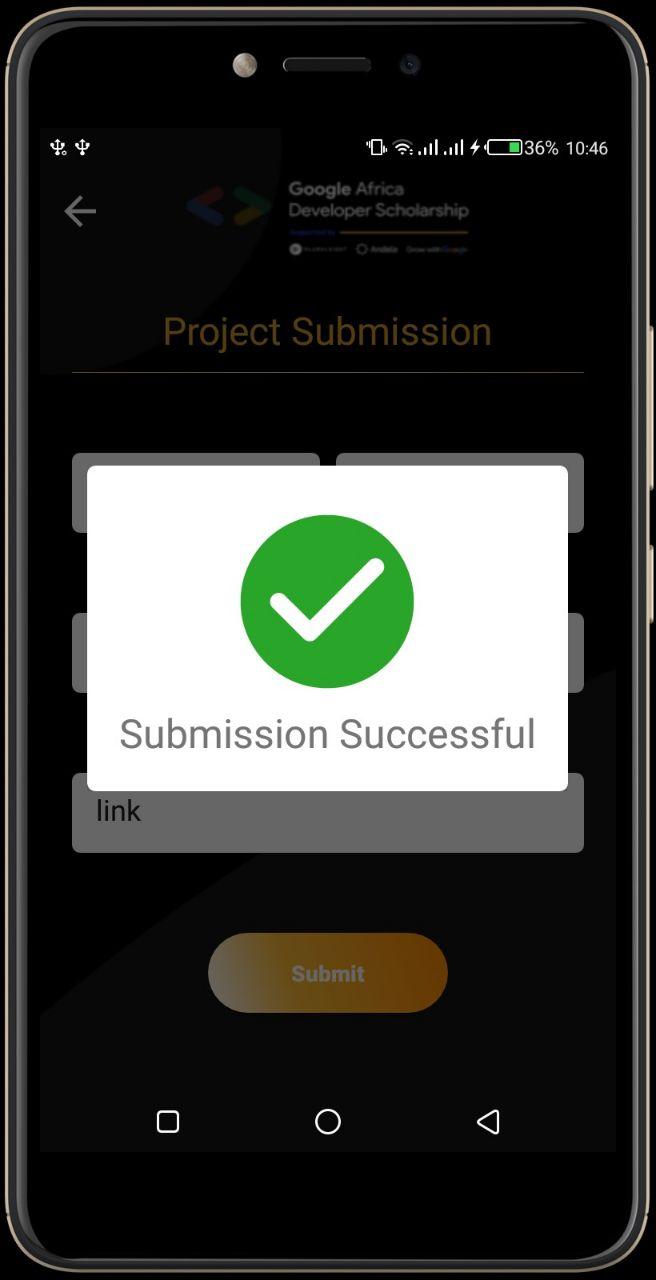 36% 10:46
Google Africa
Developer Scholarship
Supported by
PLURALSIGHT Andela Grow with Google
Project Submission
Submission Successful
link
Submit